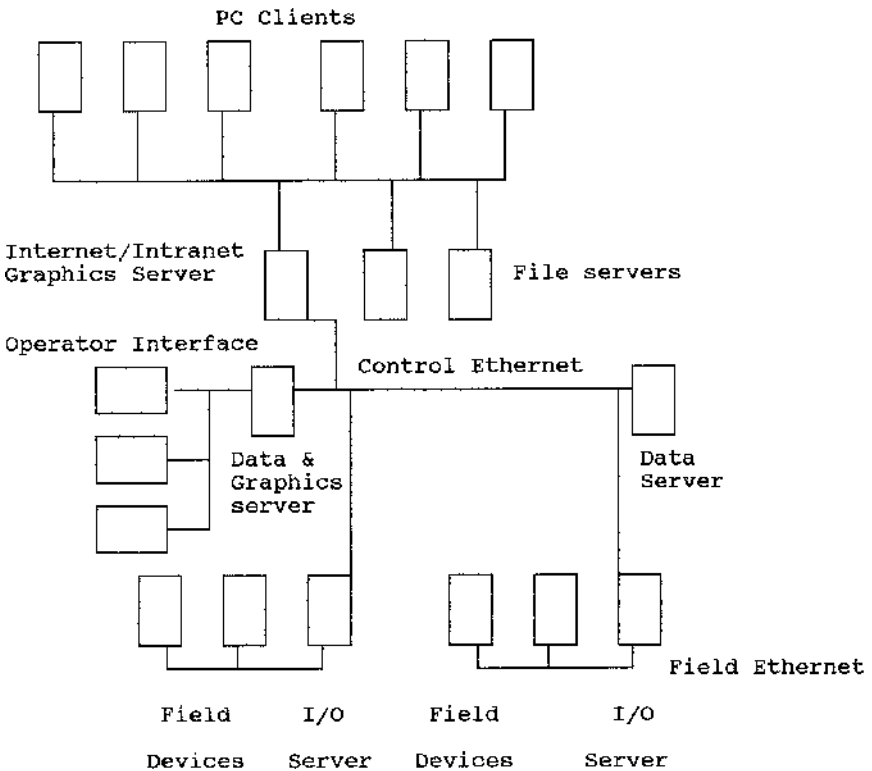 PC Clients
Internet/Intranet
Graphics Server
File servers
Operator Interface
Control Ethernet
Data &
Graphics
server
Data
Server
Field Ethernet
Field I/O Field I/O
Devices Server Devices Server